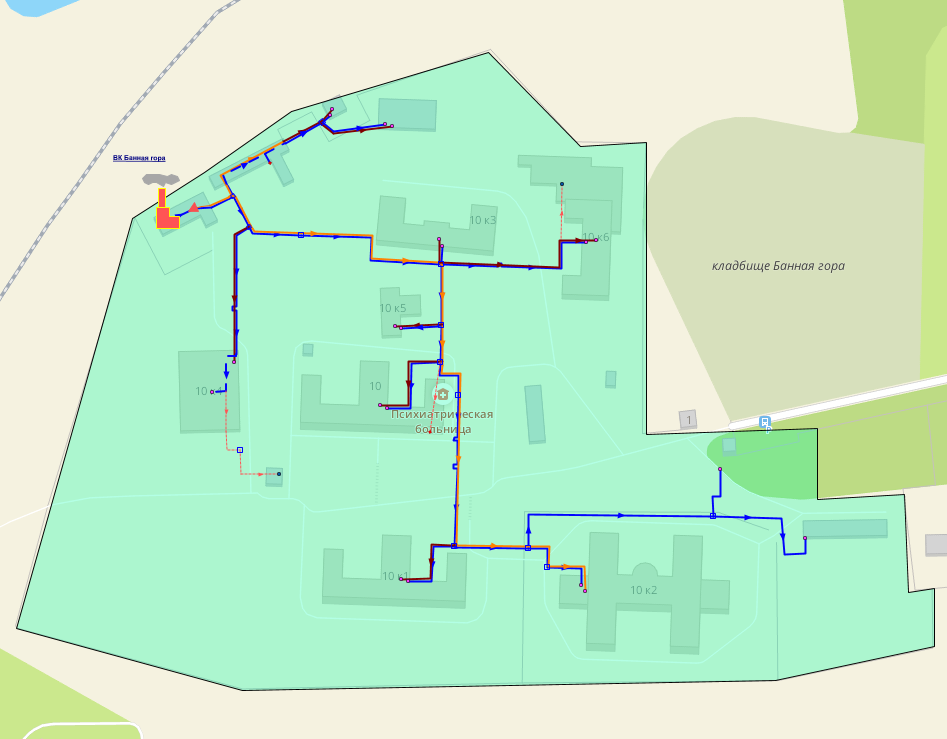 ВК Банная гора
10 к3
10 к6
кладбище Банная гора
10 к5
10
10 к4
Психиатрическая
больница
1
10 к1
10 к2